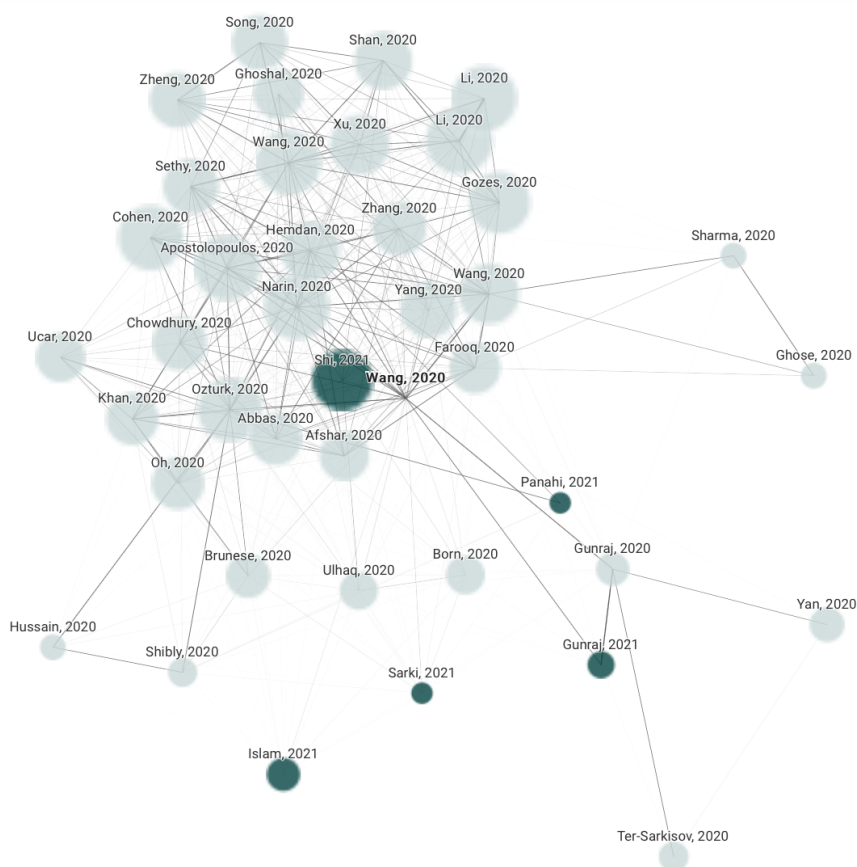 Song, 2020
Shan, 2020
Zheng, 2020
Ghoshal, 2020
Li, 2020
Li, 2020
Xu, 2020
Wang, 2020
Sethy, 2020
Gozes, 2020
Zhang, 2020
Cohen, 2020
Hemdan, 2020
Sharma, 2020
Apostolopoulos, 2020
Wang, 2020
Narin, 2020
Yang, 2020
Chowdhury, 2020
Ucar, 2020
Farooq, 2020
Ghose, 2020
Shi, 2021
Wang, 2020
Ozturk, 2020
Khan, 2020
Abbas, 2020
Afshar, 2020
Oh, 2020
Panahi, 2021
Gunraj, 2020
Brunese, 2020
Born, 2020
Ulhaq, 2020
Yan, 2020
Hussain, 2020
Gunraj, 2021
Shibly, 2020
Sarki, 2021
Islam, 2021
Ter-Sarkisov, 2020